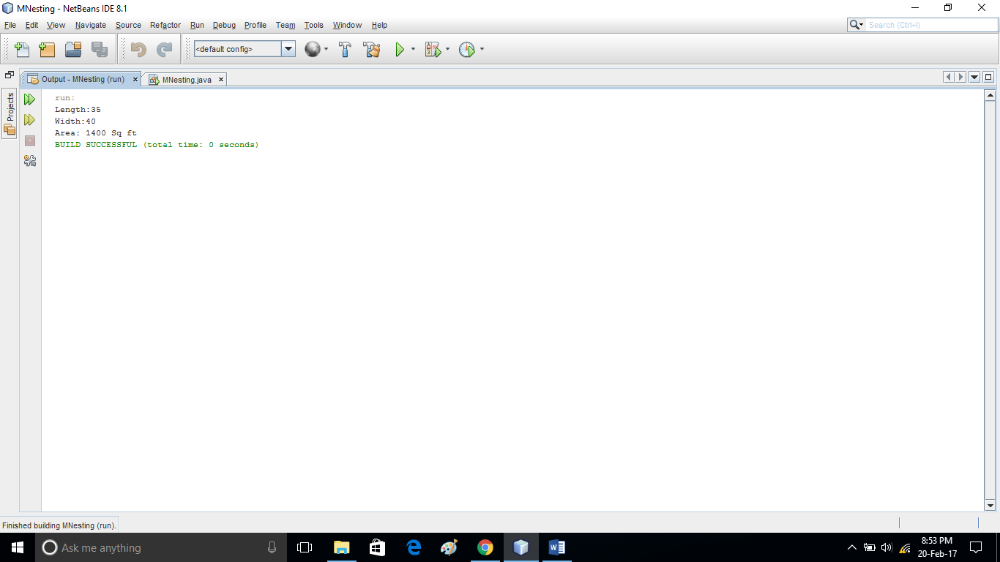 MNesting - NetBeans IDE 8.1
File Edit View Navigate Source Refactor Run Debug Profile Team Tools Window Help
Search (Ctrl+I)
<default config>
Output - MNesting (run) MNesting.java
Projects
run:
Length:35
Width:40
Area: 1400 Sq ft
BUILD SUCCESSFUL (total time: 0 seconds)
Finished building MNesting (run).
Ask me anything
8:53 PM
20-Feb-17